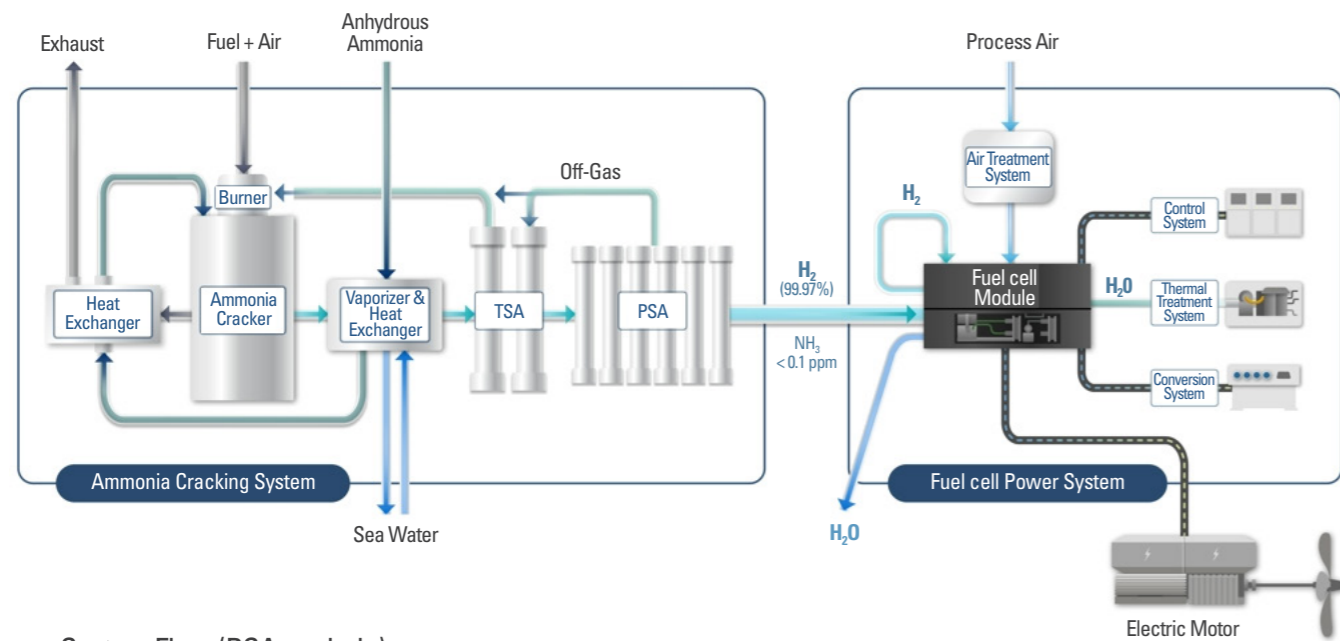 Exhaust
Fuel + Air
Anhydrous
Ammonia
Process Air
Off-Gas
Burner
Heat
Exchanger
Ammonia
Cracker
Vaporizer &
Heat
Exchanger
TSA
PSA
H₂
(99.97%)
NH₃
< 0.1 ppm
Air Treatment
System
H₂
Fuel cell
Module
H₂O
Control
System
Thermal
Treatment
System
Conversion
System
Ammonia Cracking System
Fuel cell Power System
Sea Water
H₂O
Electric Motor